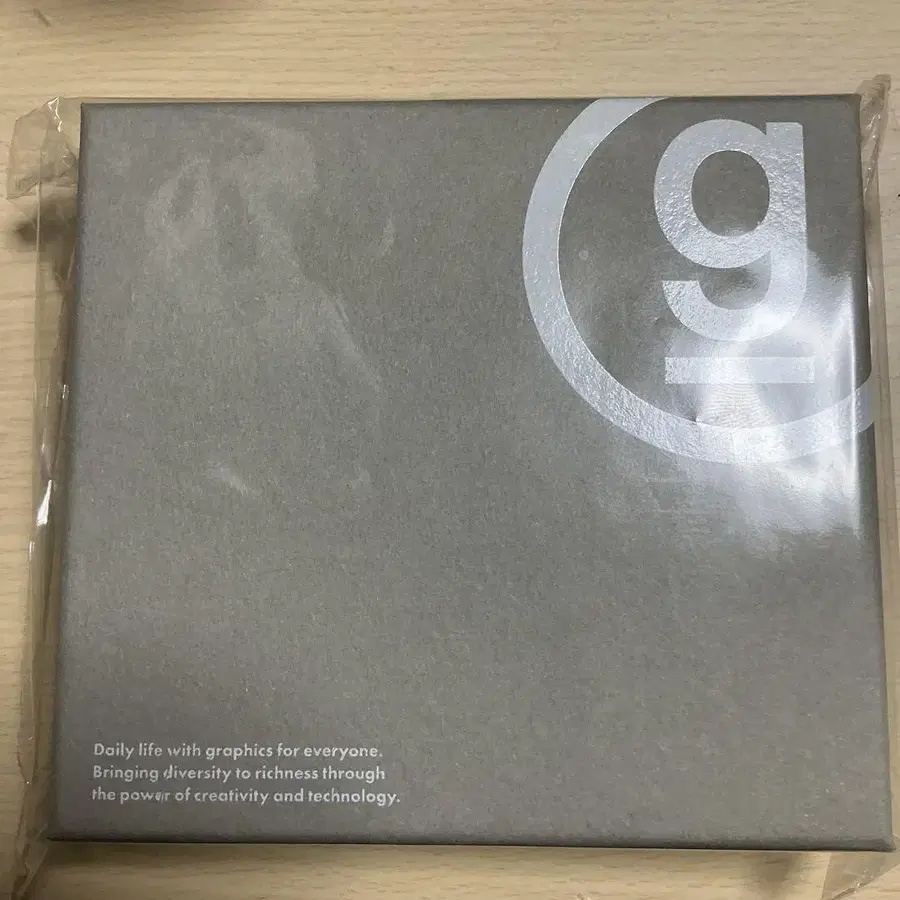 g
Daily life with graphics for everyone.
Bringing diversity to richness through
the power of creativity and technology.